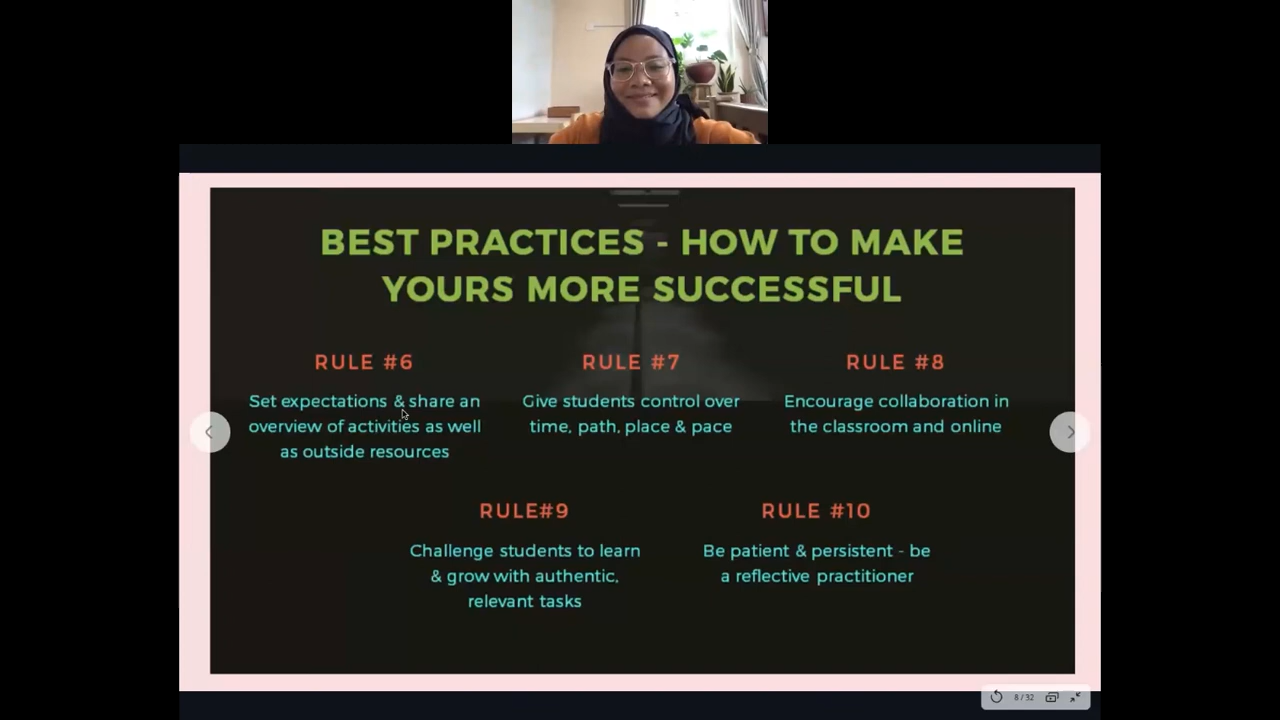 BEST PRACTICES - HOW TO MAKE
YOURS MORE SUCCESSFUL
RULE #6
Set expectations & share an
overview of activities as well
as outside resources
RULE #7
Give students control over
time, path, place & pace
RULE #8
Encourage collaboration in
the classroom and online
RULE#9
Challenge students to learn
& grow with authentic,
relevant tasks
RULE #10
Be patient & persistent - be
a reflective practitioner
8 / 32